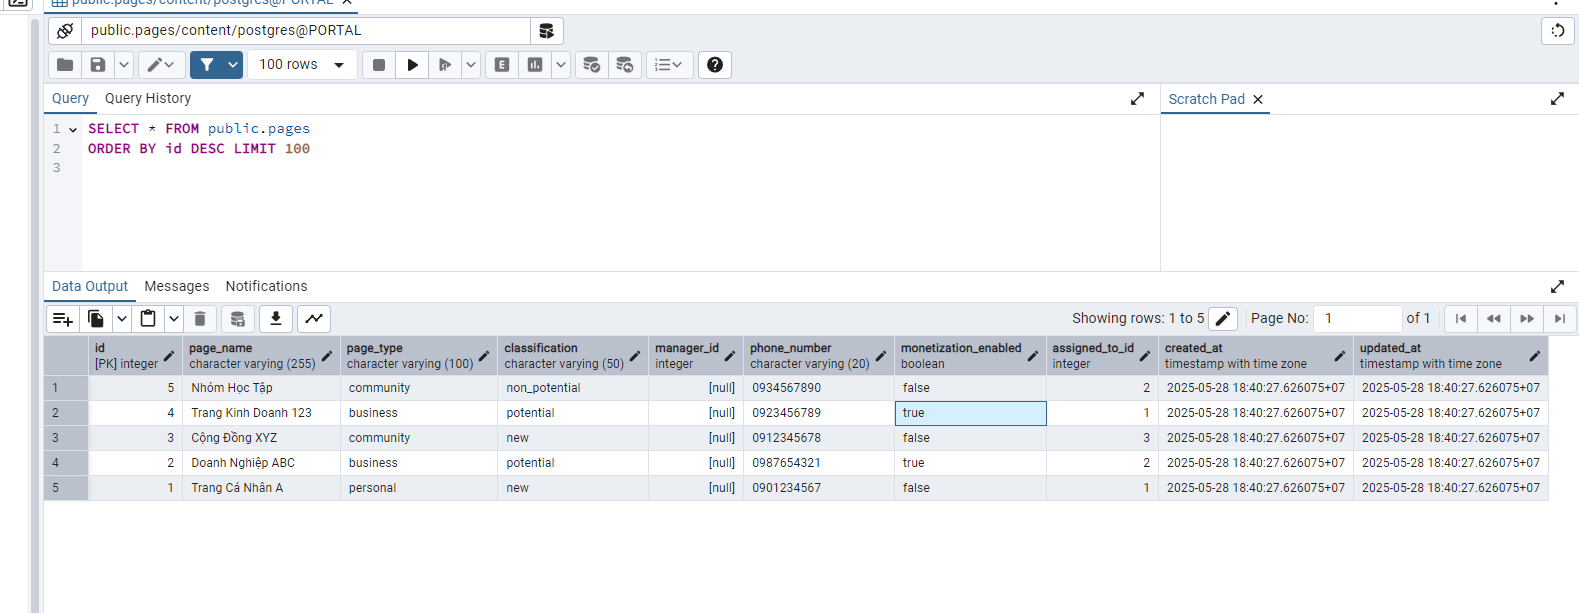 public.pages/content/postgres@PORTAL
public.pages/content/postgres@PORTAL
100 rows
E
Query Query History
Scratch Pad
1 SELECT * FROM public.pages
2 ORDER BY id DESC LIMIT 100
3
Data Output Messages Notifications
Showing rows: 1 to 5 Page No: 1 of 1
id page_name page_type classification manager_id phone_number monetization_enabled assigned_to_id created_at updated_at
[PK] integer character varying (255) character varying (100) character varying (50) integer character varying (20) boolean integer timestamp with time zone timestamp with time zone
1 5 Nhóm Học Tập community non_potential [null] 0934567890 false 2 2025-05-28 18:40:27.626075+07 2025-05-28 18:40:27.626075+07
2 4 Trang Kinh Doanh 123 business potential [null] 0923456789 true 1 2025-05-28 18:40:27.626075+07 2025-05-28 18:40:27.626075+07
3 3 Cộng Đồng XYZ community new [null] 0912345678 false 3 2025-05-28 18:40:27.626075+07 2025-05-28 18:40:27.626075+07
4 2 Doanh Nghiệp ABC business potential [null] 0987654321 true 2 2025-05-28 18:40:27.626075+07 2025-05-28 18:40:27.626075+07
5 1 Trang Cá Nhân A personal new [null] 0901234567 false 1 2025-05-28 18:40:27.626075+07 2025-05-28 18:40:27.626075+07